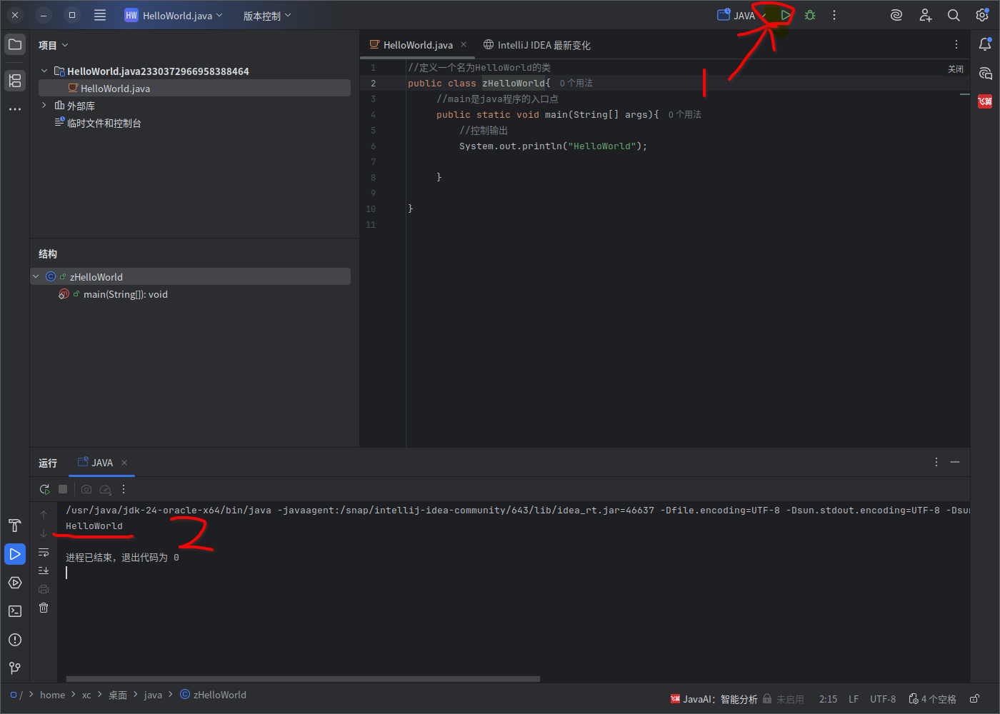 HW HelloWorld.java 版本控制 JAVA
项目
HelloWorld.java2330372966958388464
HelloWorld.java
外部库
临时文件和控制台
结构
zHelloWorld
main(String[]): void
HelloWorld.java IntelliJ IDEA 最新变化
1 //定义一个名为HelloWorld的类
关闭
2 public class zHelloWorld{ 0 个用法
3 //main是java程序的入口点
4 public static void main(String[] args){ 0 个用法
5 //控制输出
6 System.out.println("HelloWorld");
7
8 }
9
10 }
11
飞算
1
运行 JAVA
/usr/java/jdk-24-oracle-x64/bin/java -javaagent:/snap/intellij-idea-community/643/lib/idea_rt.jar=46637 -Dfile.encoding=UTF-8 -Dsun.stdout.encoding=UTF-8 -Dsun
HelloWorld
2
进程已结束，退出代码为 0
/ > home > xc > 桌面 > java > zHelloWorld
飞算 JavaAI：智能分析 未启用 2:15 LF UTF-8 4 个空格